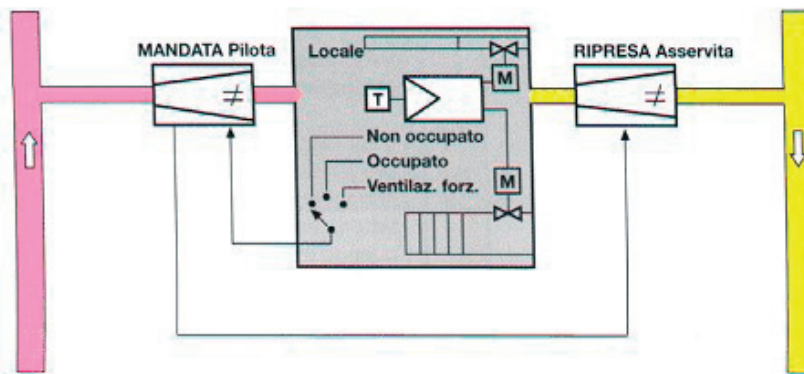 MANDATA Pilota
Locale
RIPRESA Asservita
M
T
Non occupato
Occupato
M
Ventilaz. forz.